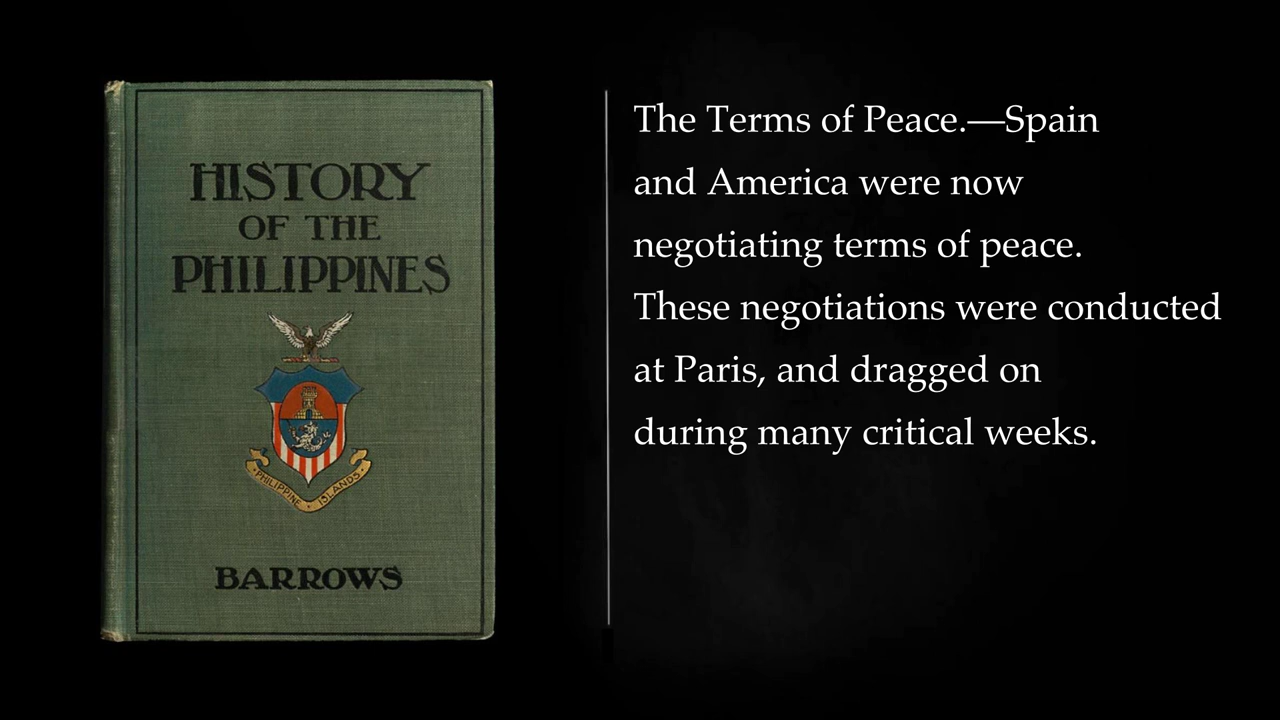 HISTORY
OF THE
PHILIPPINES
PHILIPPINE ISLANDS
BARROWS
The Terms of Peace.—Spain
and America were now
negotiating terms of peace.
These negotiations were conducted
at Paris, and dragged on
during many critical weeks.